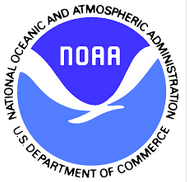 NATIONAL OCEANIC AND ATMOSPHERIC ADMINISTRATION
NOAA
U.S. DEPARTMENT OF COMMERCE